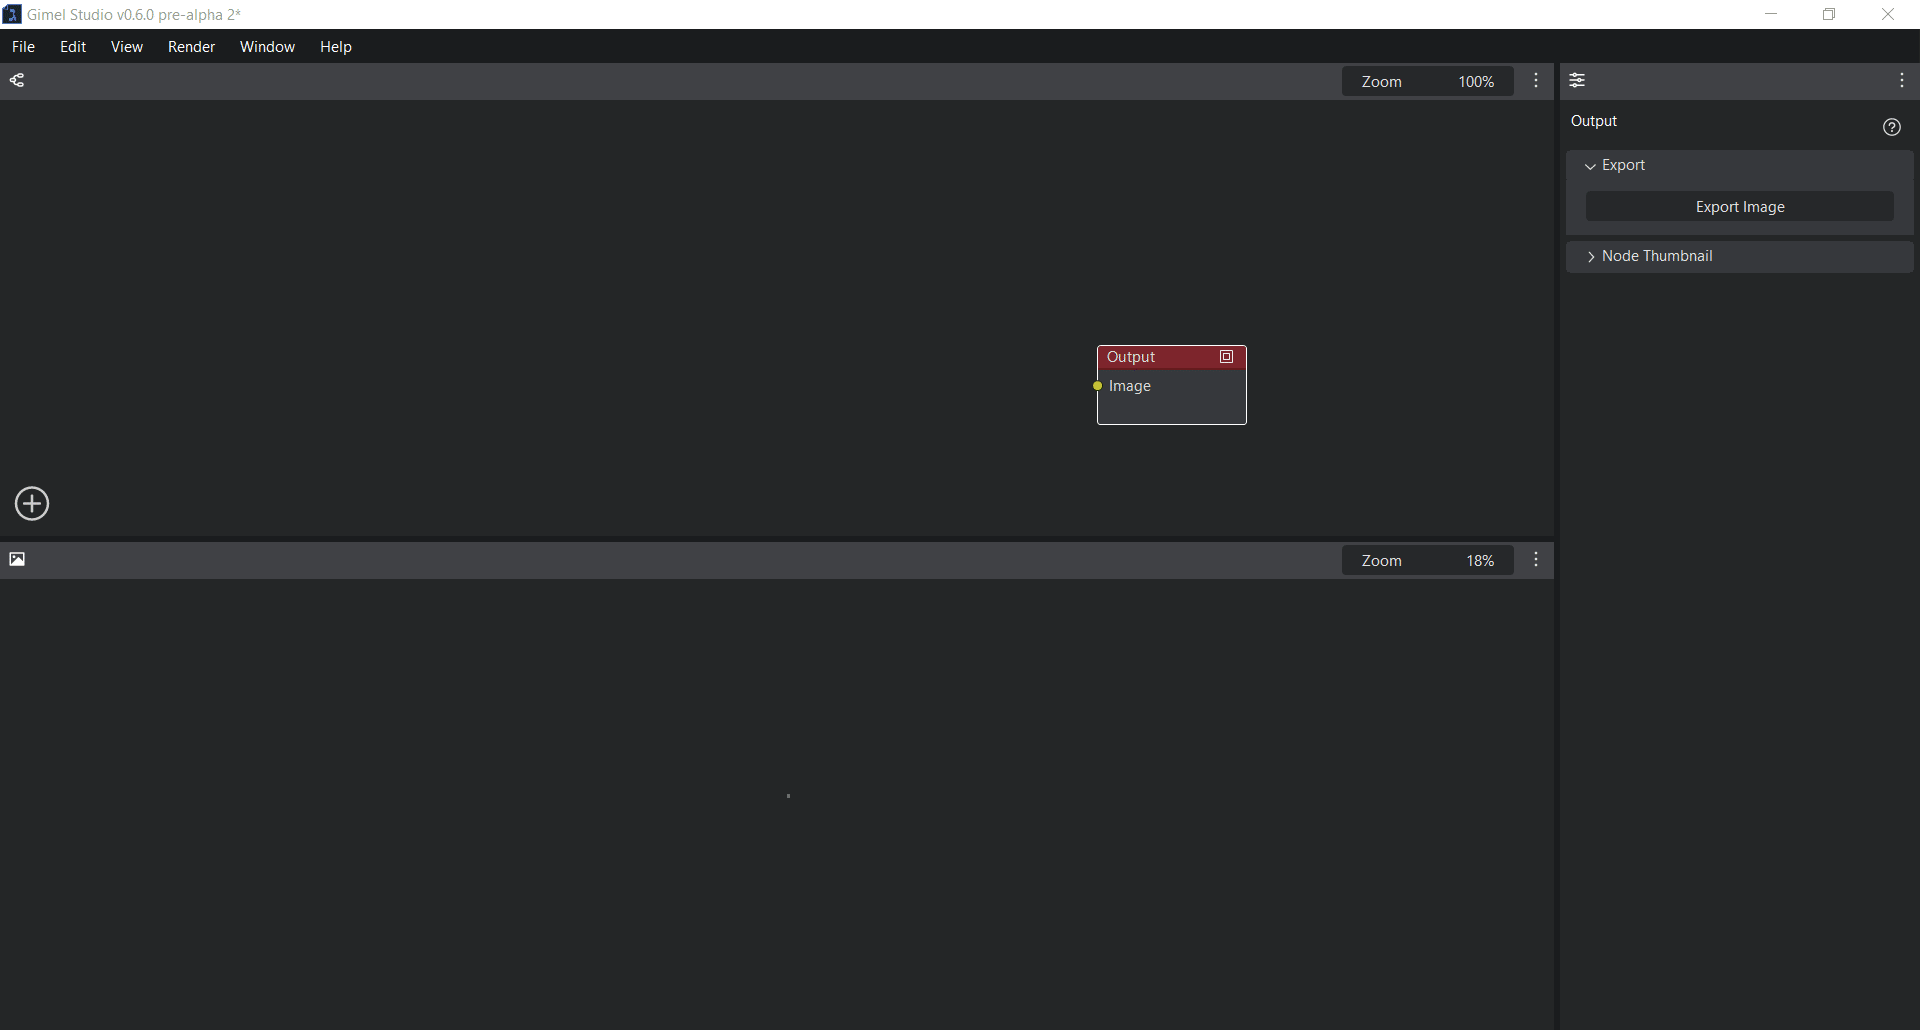 Gimel Studio v0.6.0 pre-alpha 2*
File Edit View Render Window Help
Zoom 100%
Output
Export
Export Image
Node Thumbnail
Output
Image
Zoom 18%